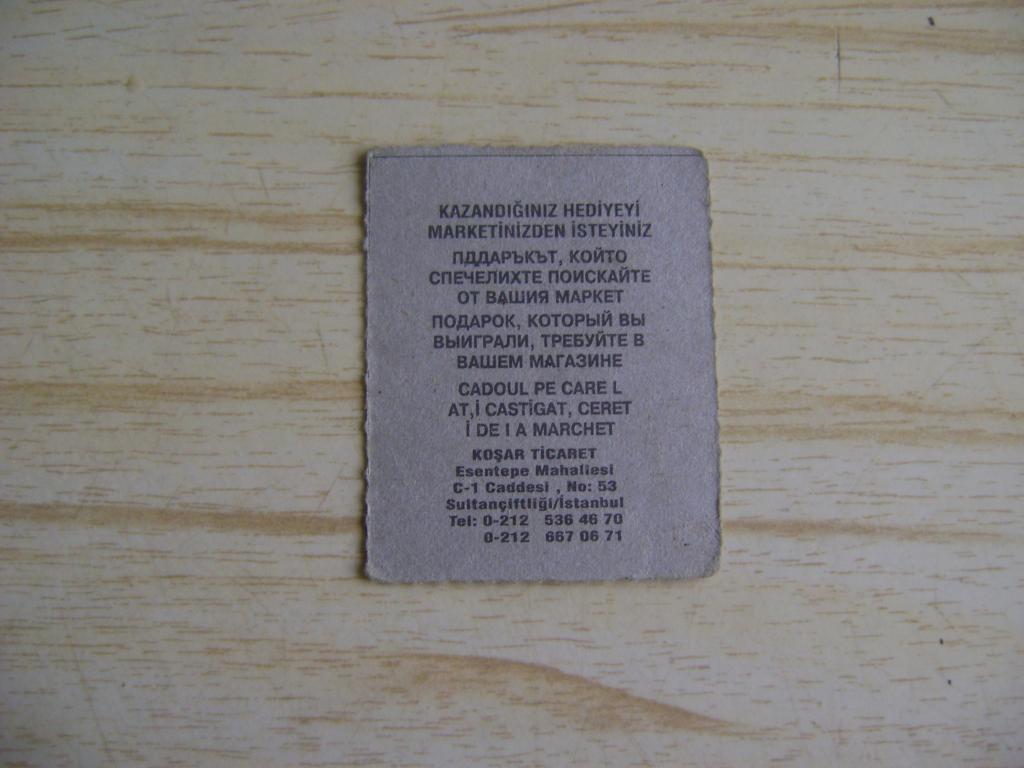 KAZANDIĞINIZ HEDİYEYİ
MARKETİNİZDEN İSTEYİNİZ
ПДДАРЪКЪТ, КОЙТО
СПЕЧЕЛИХТЕ ПОИСКАЙТЕ
ОТ ВАШИЯ МАРКЕТ
ПОДАРОК, КОТОРЫЙ ВЫ
ВЫИГРАЛИ, ТРЕБУЙТЕ В
ВАШЕМ МАГАЗИНЕ
CADOUL PE CARE L
AT,İ CASTİGAT, CERET
İ DE I A MARCHET
KOŞAR TİCARET
Esentepe Mahallesi
C-1 Caddesi , No: 53
Sultançiftliği/İstanbul
Tel: 0-212 536 46 70
0-212 667 06 71